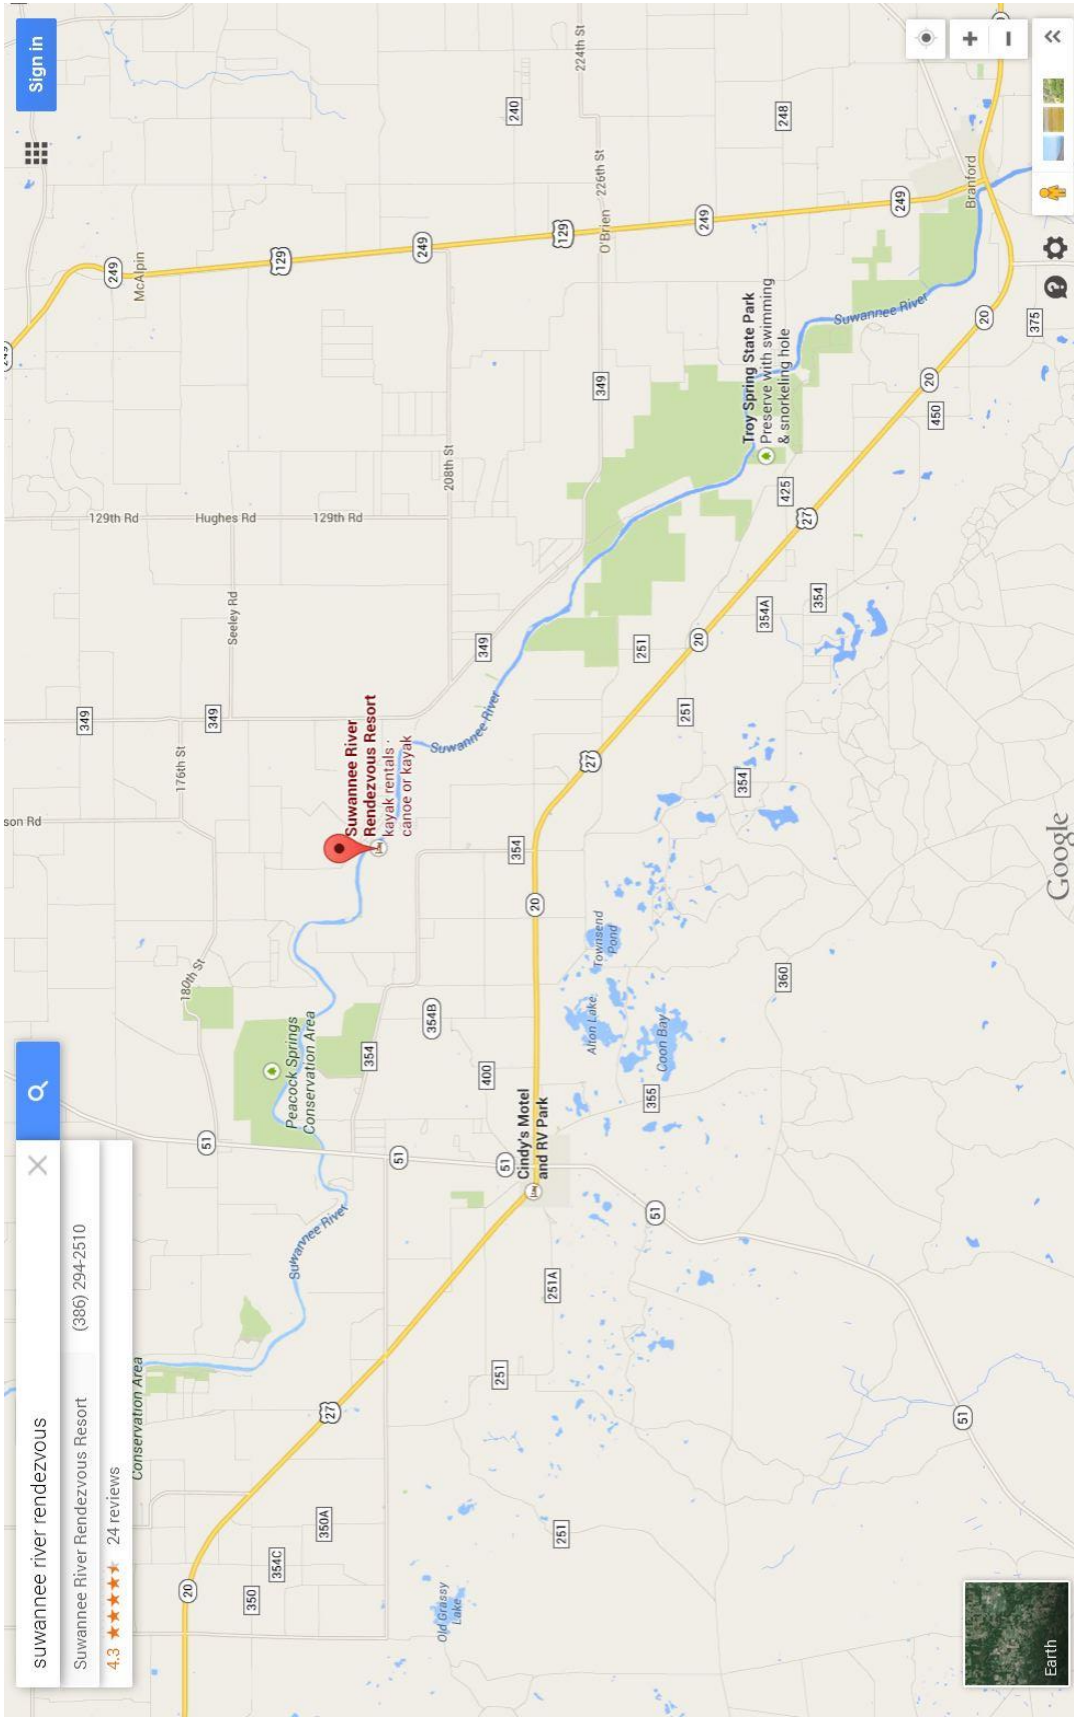 suwannee river rendezvous
Suwannee River Rendezvous Resort (386) 294-2510
4.3 24 reviews
Sign in
Conservation Area
son Rd
249
McAlpin
349
129th Rd
249
20
350
354C
350A
27
Suwannee River
51
180th St
176th St
349
Seeley Rd
Hughes Rd
129
Peacock Springs
Conservation Area
354
51
354B
400
Suwannee River
Rendezvous Resort
kayak rentals ·
canoe or kayak
Suwannee River
349
208th St
129th Rd
249
240
Old Grassy
Lake
251
251A
Cindy's Motel
and RV Park
51
20
354
27
349
129
O'Brien
226th St
224th St
251
51
355
Alton Lake
Coon Bay
Townsend
Pond
251
251
20
249
248
360
354
354A
354
27
425
Troy Spring State Park
Preserve with swimming
& snorkeling hole
Suwannee River
249
51
450
20
20
375
Branford
Earth
Google